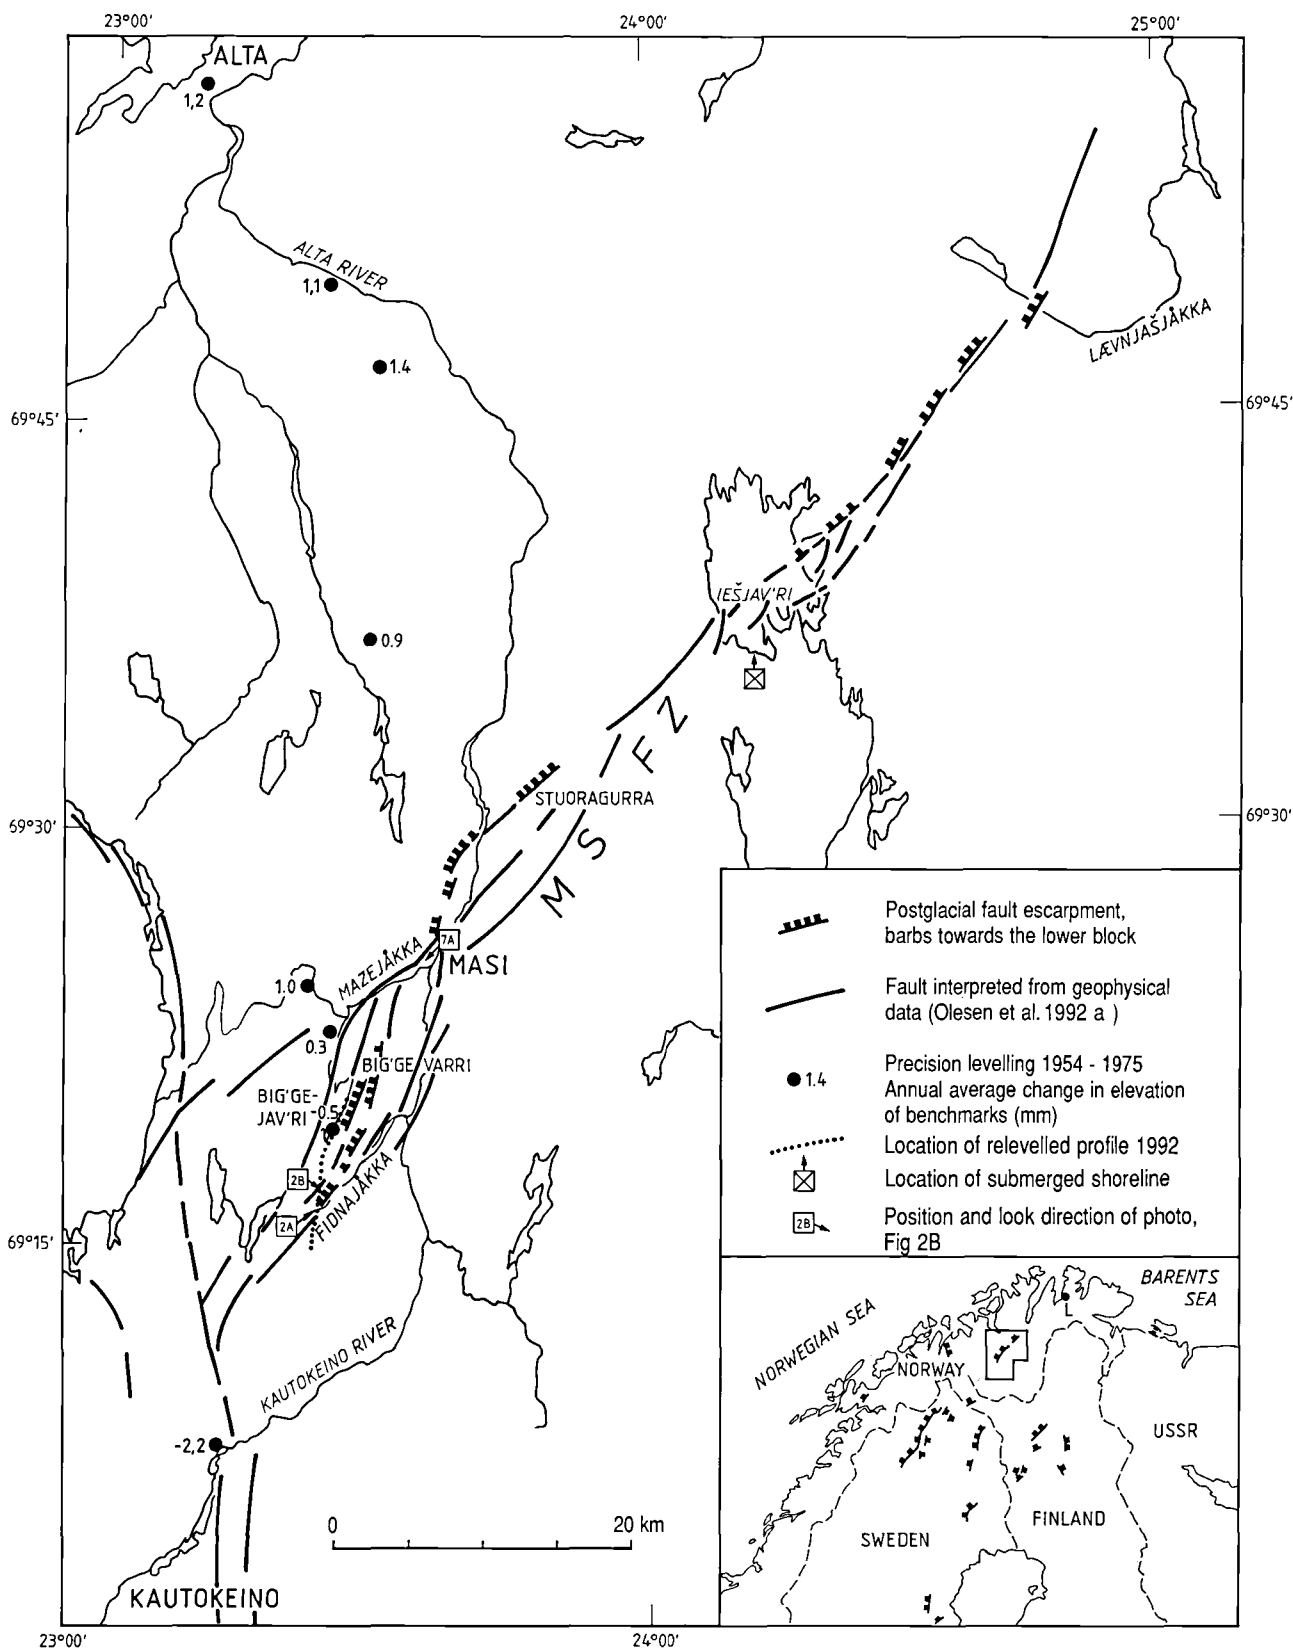 23°00'
24°00'
25°00'
ALTA
1,2
ALTA RIVER
1,1
1.4
LÆVNJAŠJÅKKA
69°45'
69°45'
IEŠJAV'RI
0.9
MSFZ
STUORAGURRA
69°30'
69°30'
7A
MASI
MAZEJÅKKA
1.0
0.3
BIG'GE VARRI
BIG'GE-
JAV'RI
-0.5
2B
2A
FIDNAJÅKKA
69°15'
KAUTOKEINO RIVER
-2,2
0
20 km
KAUTOKEINO
23°00'
24°00'
Postglacial fault escarpment,
barbs towards the lower block
Fault interpreted from geophysical
data (Olesen et al. 1992 a )
1.4
Precision levelling 1954 - 1975
Annual average change in elevation
of benchmarks (mm)
Location of relevelled profile 1992
Location of submerged shoreline
2B
Position and look direction of photo,
Fig 2B
BARENTS
SEA
NORWEGIAN SEA
L
NORWAY
USSR
FINLAND
SWEDEN